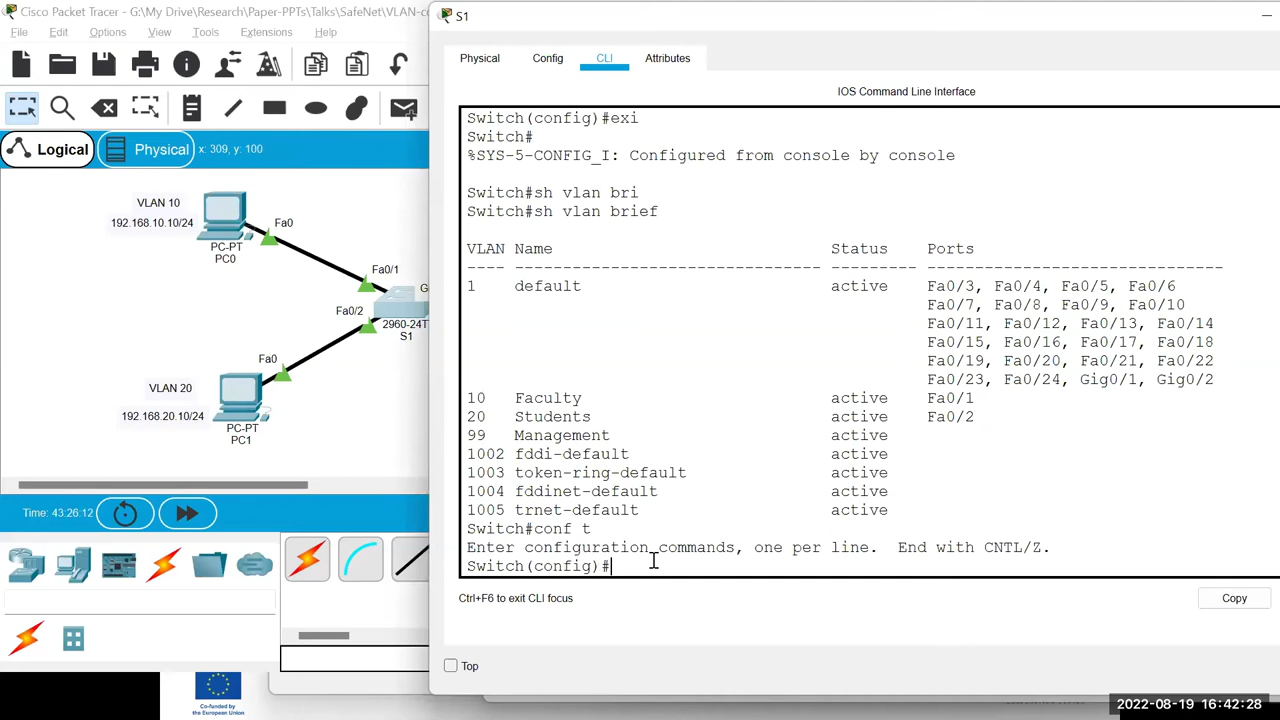 Cisco Packet Tracer - G:\My Drive\Research\Paper-PPTs\Talks\SafeNet\VLAN-co
File Edit Options View Tools Extensions Help
Logical
Physical
x: 309, y: 100
VLAN 10
192.168.10.10/24
Fa0
PC-PT
PC0
Fa0/1
G
Fa0/2
2960-24T
S1
Fa0
VLAN 20
192.168.20.10/24
PC-PT
PC1
Time: 43:26:12
Co-funded by
the European Union
S1
Physical Config CLI Attributes
IOS Command Line Interface
Switch(config)#exi
Switch#
%SYS-5-CONFIG_I: Configured from console by console
Switch#sh vlan bri
Switch#sh vlan brief
VLAN Name Status Ports
---- -------------------------------- --------- -------------------------------
1 default active Fa0/3, Fa0/4, Fa0/5, Fa0/6
Fa0/7, Fa0/8, Fa0/9, Fa0/10
Fa0/11, Fa0/12, Fa0/13, Fa0/14
Fa0/15, Fa0/16, Fa0/17, Fa0/18
Fa0/19, Fa0/20, Fa0/21, Fa0/22
Fa0/23, Fa0/24, Gig0/1, Gig0/2
10 Faculty active Fa0/1
20 Students active Fa0/2
99 Management active
1002 fddi-default active
1003 token-ring-default active
1004 fddinet-default active
1005 trnet-default active
Switch#conf t
Enter configuration commands, one per line. End with CNTL/Z.
Switch(config)#
Ctrl+F6 to exit CLI focus
Copy
Top
2022-08-19 16:42:28